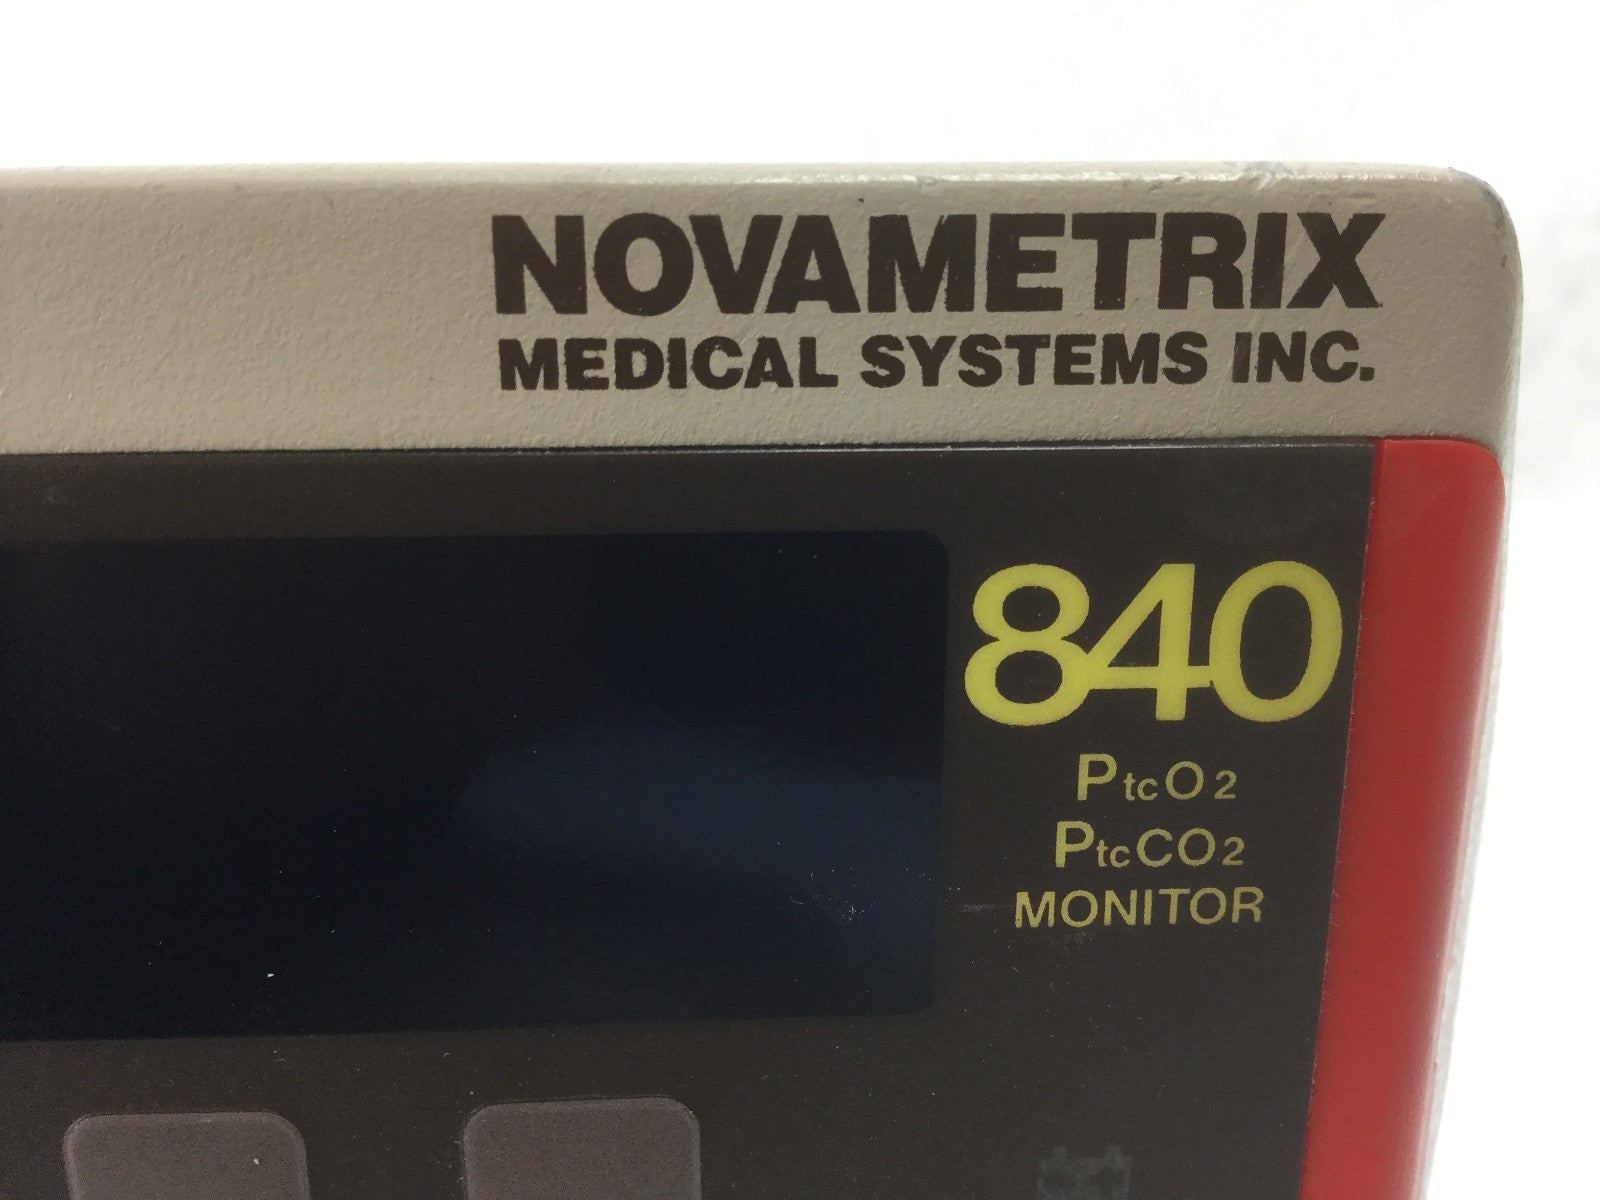 NOVAMETRIX
MEDICAL SYSTEMS INC.
840
PtcO2
PtcCO2
MONITOR